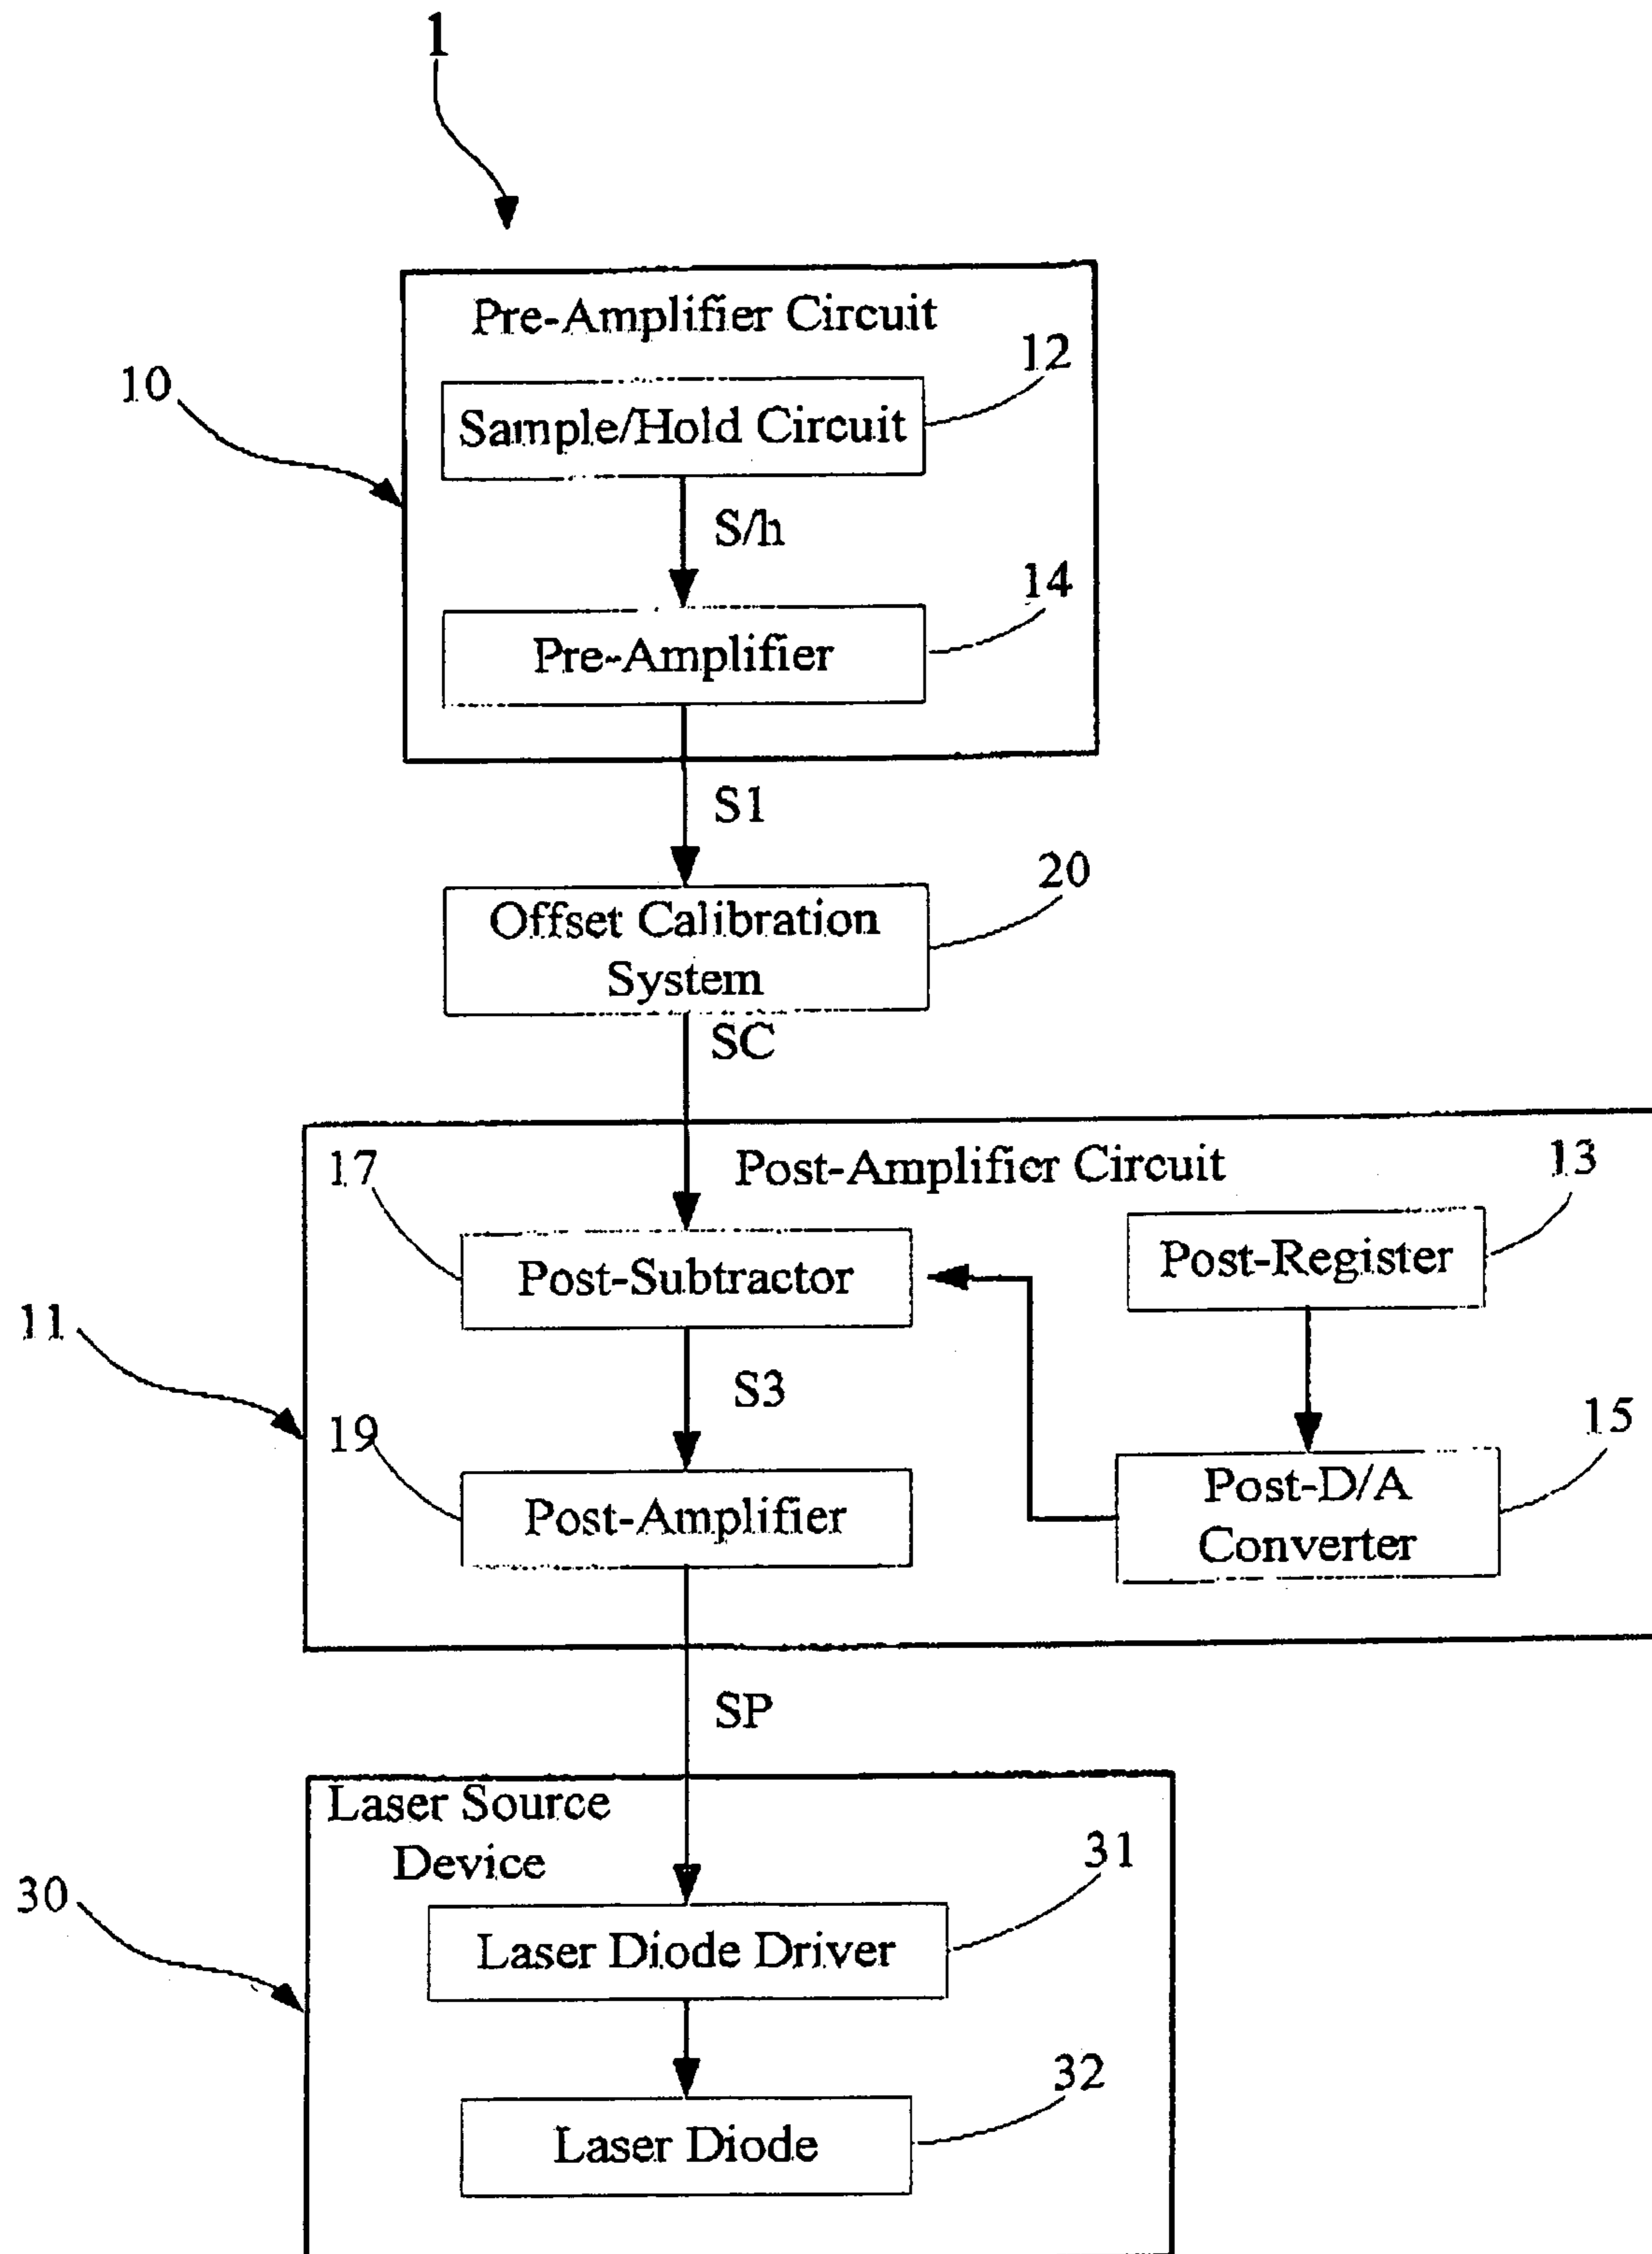 1
Pre-Amplifier Circuit
12
10
Sample/Hold Circuit
S/h
14
Pre-Amplifier
S1
20
Offset Calibration
System
SC
17
Post-Amplifier Circuit
13
Post-Subtractor
Post-Register
11
S3
19
15
Post-Amplifier
Post-D/A
Converter
SP
Laser Source
Device
31
30
Laser Diode Driver
32
Laser Diode